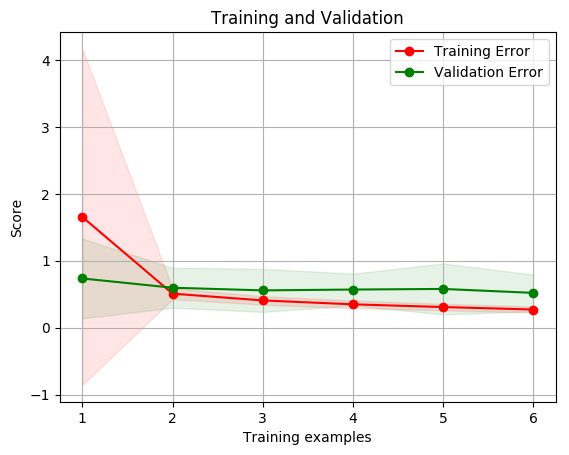 Training and Validation
Training Error
Validation Error
4
3
2
1
0
−1
Score
1 2 3 4 5 6
Training examples